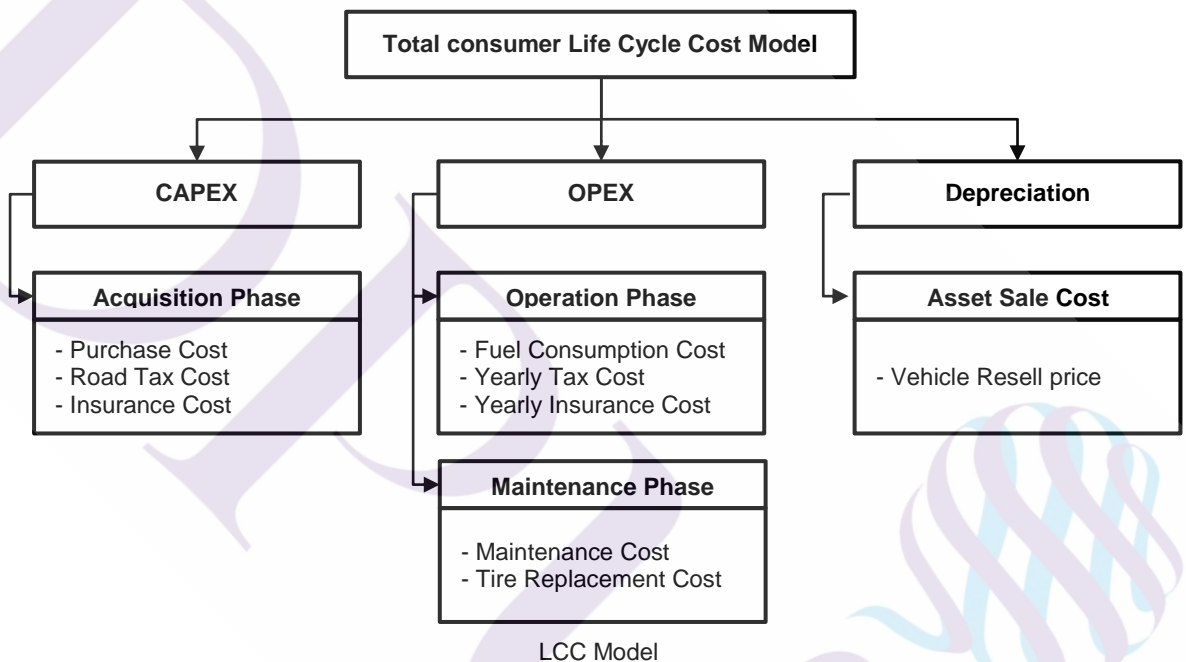 Total consumer Life Cycle Cost Model
CAPEX
OPEX
Depreciation
Acquisition Phase
- Purchase Cost
- Road Tax Cost
- Insurance Cost
Operation Phase
- Fuel Consumption Cost
- Yearly Tax Cost
- Yearly Insurance Cost
Asset Sale Cost
- Vehicle Resell price
Maintenance Phase
- Maintenance Cost
- Tire Replacement Cost
LCC Model